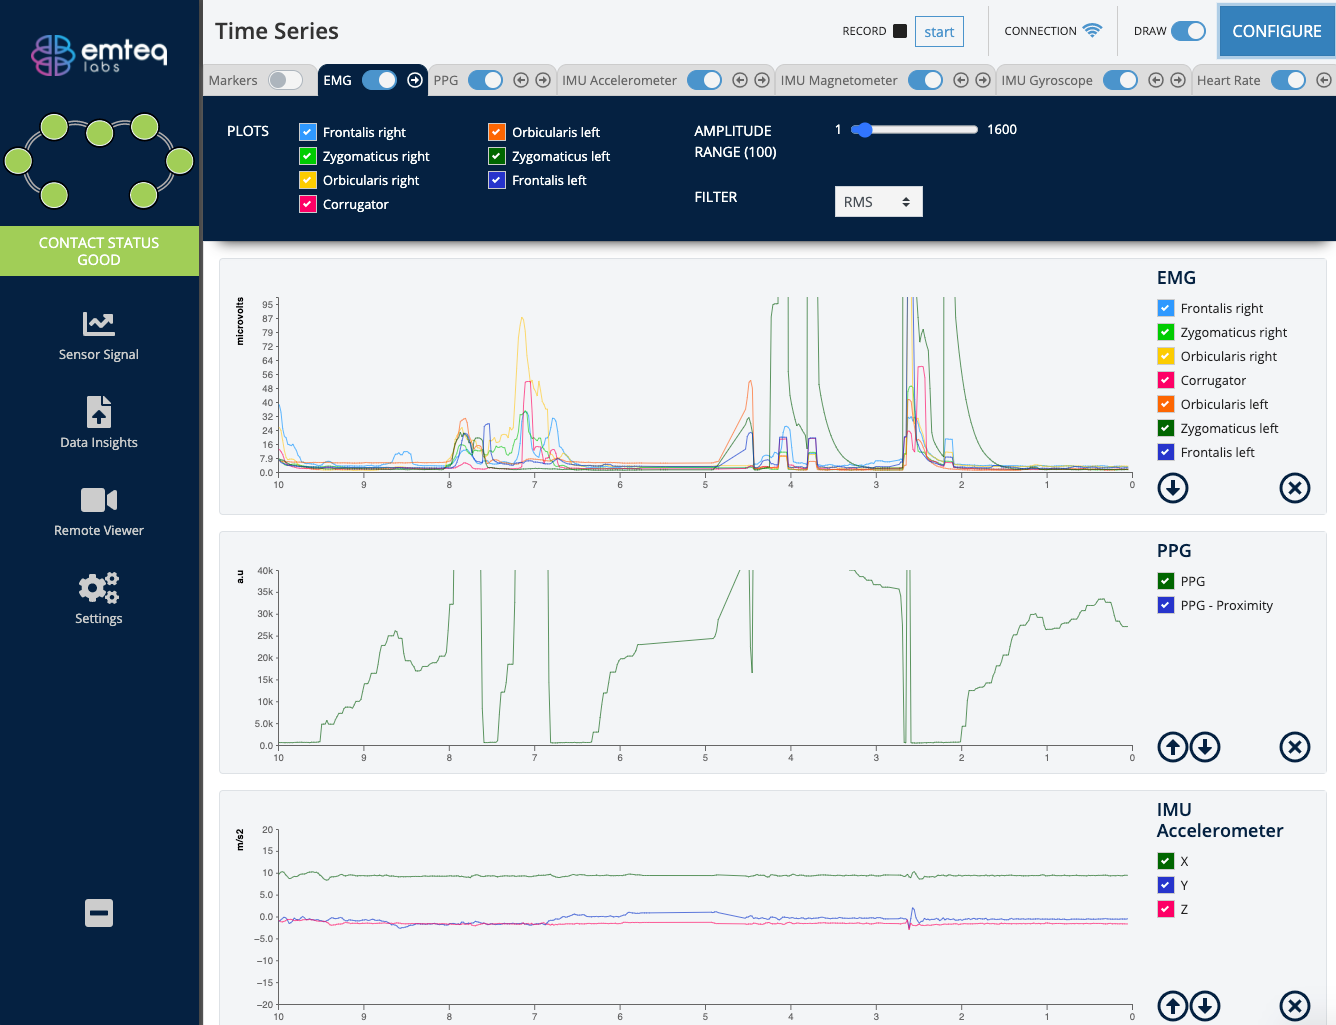 emteq
labs
CONTACT STATUS
GOOD
Sensor Signal
Data Insights
Remote Viewer
Settings
Time Series
RECORD start CONNECTION DRAW CONFIGURE
Markers EMG PPG IMU Accelerometer IMU Magnetometer IMU Gyroscope Heart Rate
PLOTS
Frontalis right
Zygomaticus right
Orbicularis right
Corrugator
Orbicularis left
Zygomaticus left
Frontalis left
AMPLITUDE
RANGE (100)
1 1600
FILTER RMS
microvolts
95
87
79
72
64
56
48
40
32
24
16
7.9
0.0
10 9 8 7 6 5 4 3 2 1 0
EMG
Frontalis right
Zygomaticus right
Orbicularis right
Corrugator
Orbicularis left
Zygomaticus left
Frontalis left
a.u
40k
35k
30k
25k
20k
15k
10k
5.0k
0.0
10 9 8 7 6 5 4 3 2 1 0
PPG
PPG
PPG - Proximity
m/s2
20
15
10
5.0
0.0
−5.0
−10
−15
−20
10 9 8 7 6 5 4 3 2 1 0
IMU
Accelerometer
X
Y
Z